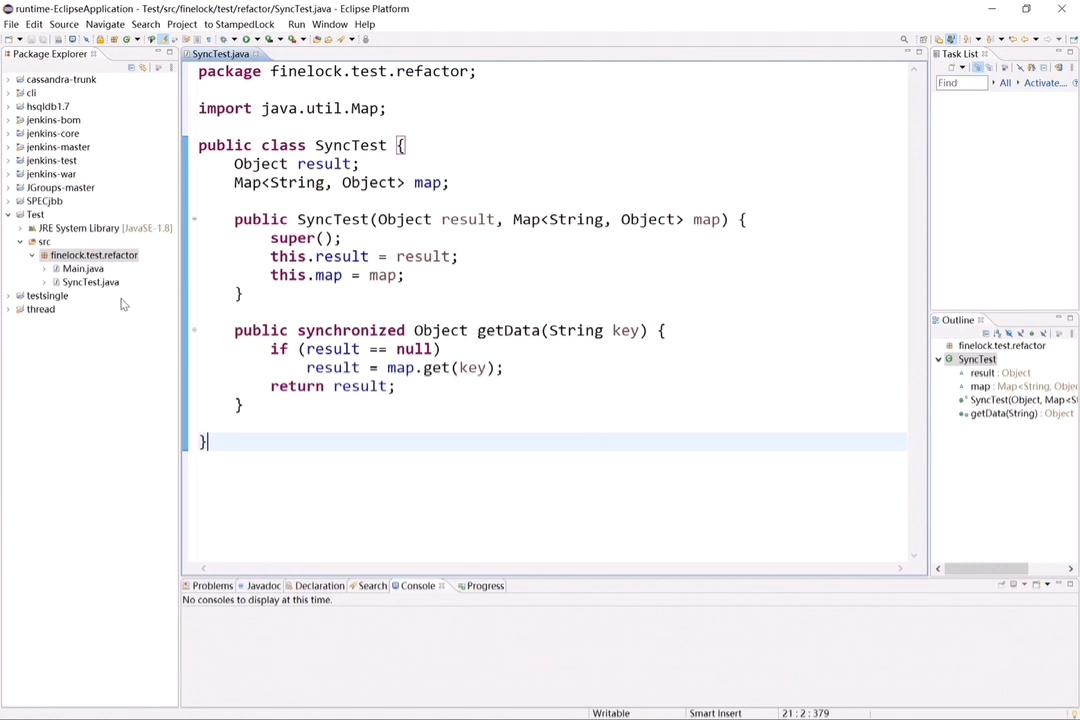 runtime-EclipseApplication - Test/src/finelock/test/refactor/SyncTest.java - Eclipse Platform
File Edit Source Navigate Search Project to StampedLock Run Window Help
Package Explorer
cassandra-trunk
cli
hsqldb1.7
jenkins-bom
jenkins-core
jenkins-master
jenkins-test
jenkins-war
JGroups-master
SPECjbb
Test
JRE System Library [JavaSE-1.8]
src
finelock.test.refactor
Main.java
SyncTest.java
testsingle
thread
SyncTest.java
package finelock.test.refactor;
import java.util.Map;
public class SyncTest {
Object result;
Map<String, Object> map;
public SyncTest(Object result, Map<String, Object> map) {
super();
this.result = result;
this.map = map;
}
public synchronized Object getData(String key) {
if (result == null)
result = map.get(key);
return result;
}
}
Task List
Find All Activate...
Outline
finelock.test.refactor
SyncTest
result : Object
map : Map<String, Objec
SyncTest(Object, Map<S
getData(String) : Object
Problems Javadoc Declaration Search Console Progress
No consoles to display at this time.
Writable Smart Insert 21 : 2 : 379